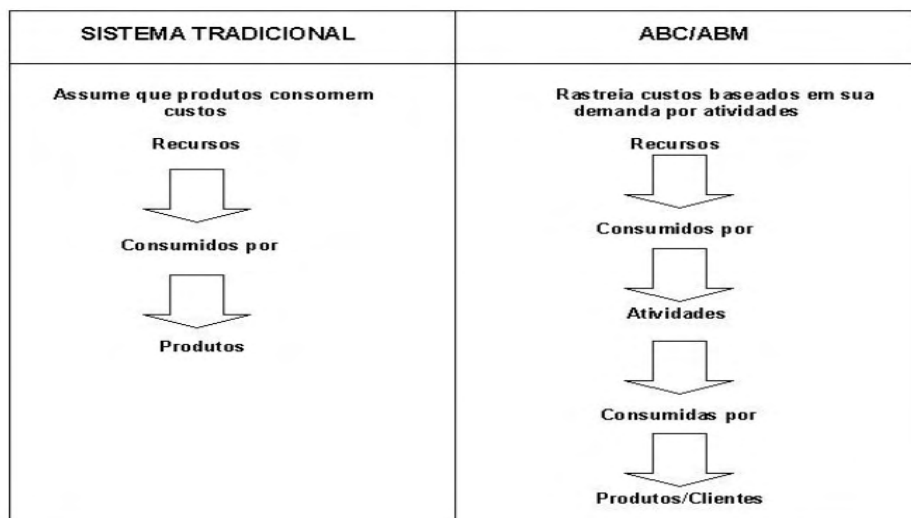 SISTEMA TRADICIONAL
Assume que produtos consomem
custos
Recursos
Consumidos por
Produtos
ABC/ABM
Rastreia custos baseados em sua
demanda por atividades
Recursos
Consumidos por
Atividades
Consumidas por
Produtos/Clientes